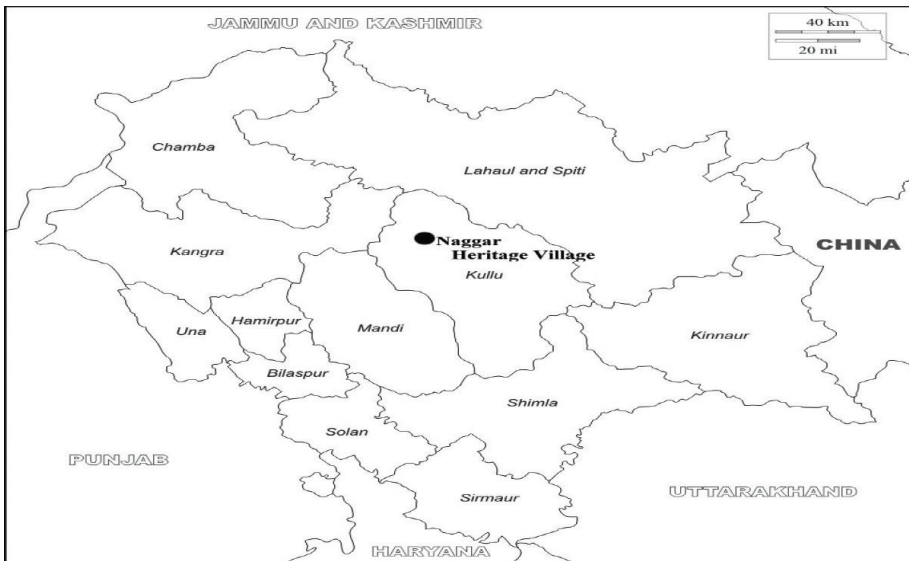 JAMMU AND KASHMIR
40 km
20 mi
Chamba
Lahaul and Spiti
Naggar
Heritage Village
CHINA
Kangra
Kullu
Una
Hamirpur
Mandi
Kinnaur
Bilaspur
Shimla
Solan
PUNJAB
UTTARAKHAND
Sirmaur
HARYANA